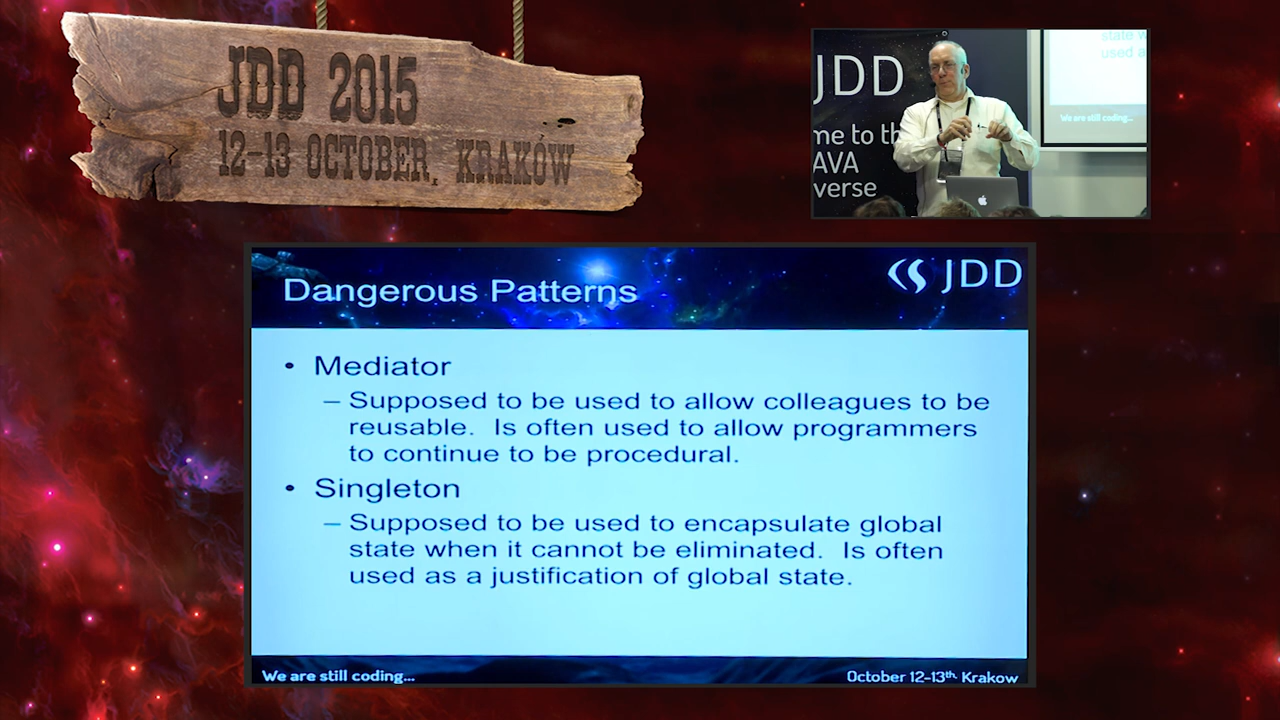 JDD 2015
12-13 OCTOBER, KRAKÓW
JDD
me to th
AVA
verse
state w
used a
We are still coding...
Dangerous Patterns
JDD
• Mediator
– Supposed to be used to allow colleagues to be
reusable. Is often used to allow programmers
to continue to be procedural.
• Singleton
– Supposed to be used to encapsulate global
state when it cannot be eliminated. Is often
used as a justification of global state.
We are still coding...
October 12-13th, Krakow